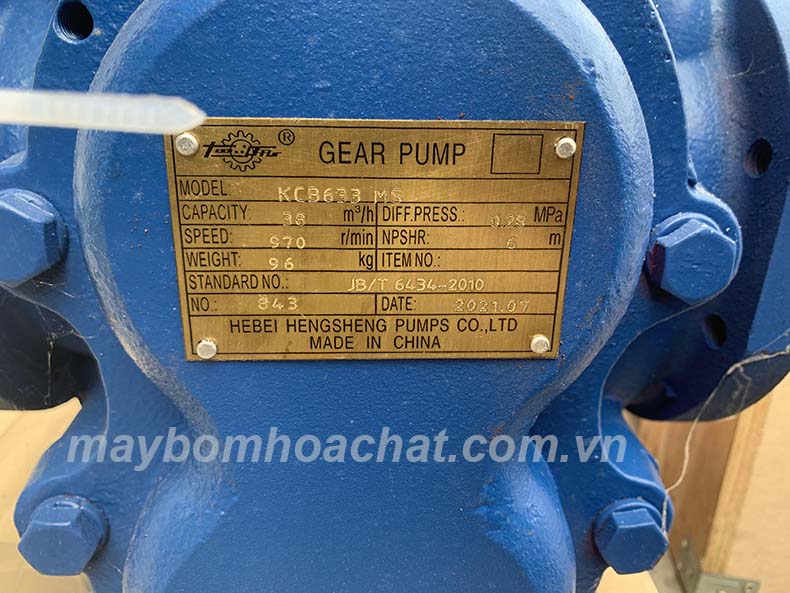 ® GEAR PUMP
MODEL: KCB633 MS
CAPACITY: 38 m³/h DIFF.PRESS.: 0.28 MPa
SPEED: 970 r/min NPSHR: 6 m
WEIGHT: 96 kg ITEM NO.:
STANDARD NO.: JB/T 6434-2010
NO.: 843 DATE: 2021.07
HEBEI HENGSHENG PUMPS CO.,LTD
MADE IN CHINA
maybomhoachat.com.vn